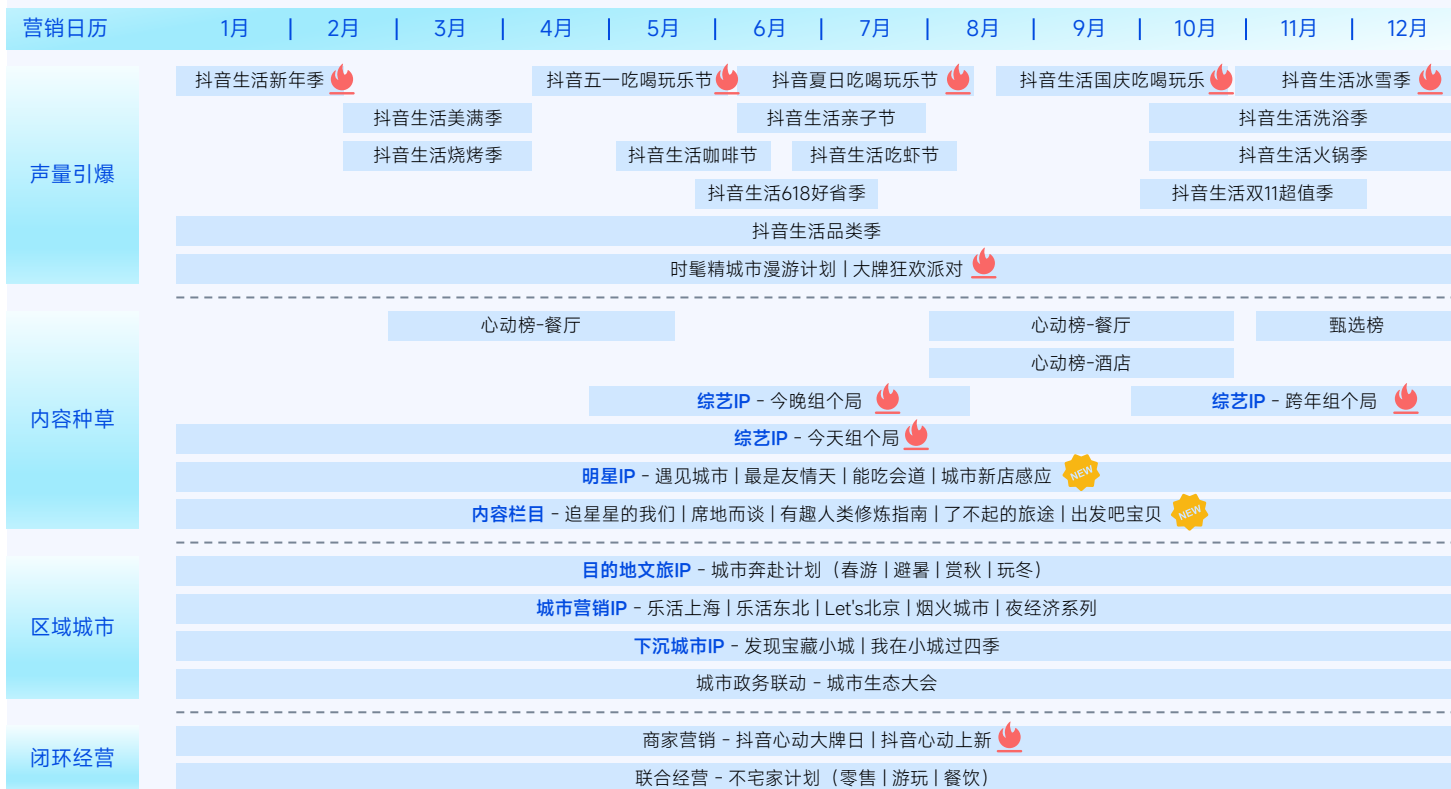 营销日历 1月 | 2月 | 3月 | 4月 | 5月 | 6月 | 7月 | 8月 | 9月 | 10月 | 11月 | 12月
声量引爆
抖音生活新年季 抖音五一吃喝玩乐节 抖音夏日吃喝玩乐节 抖音生活国庆吃喝玩乐 抖音生活冰雪季
抖音生活美满季 抖音生活亲子节 抖音生活洗浴季
抖音生活烧烤季 抖音生活咖啡节 抖音生活吃虾节 抖音生活火锅季
抖音生活618好省季 抖音生活双11超值季
抖音生活品类季
时髦精城市漫游计划 | 大牌狂欢派对
内容种草
心动榜-餐厅 心动榜-餐厅 甄选榜
心动榜-酒店
综艺IP - 今晚组个局 综艺IP - 跨年组个局
综艺IP - 今天组个局
明星IP - 遇见城市 | 最是友情天 | 能吃会道 | 城市新店感应 NEW
内容栏目 - 追星星的我们 | 席地而谈 | 有趣人类修炼指南 | 了不起的旅途 | 出发吧宝贝 NEW
区域城市
目的地文旅IP - 城市奔赴计划（春游 | 避暑 | 赏秋 | 玩冬）
城市营销IP - 乐活上海 | 乐活东北 | Let's北京 | 烟火城市 | 夜经济系列
下沉城市IP - 发现宝藏小城 | 我在小城过四季
城市政务联动 - 城市生态大会
闭环经营
商家营销 - 抖音心动大牌日 | 抖音心动上新
联合经营 - 不宅家计划（零售 | 游玩 | 餐饮）